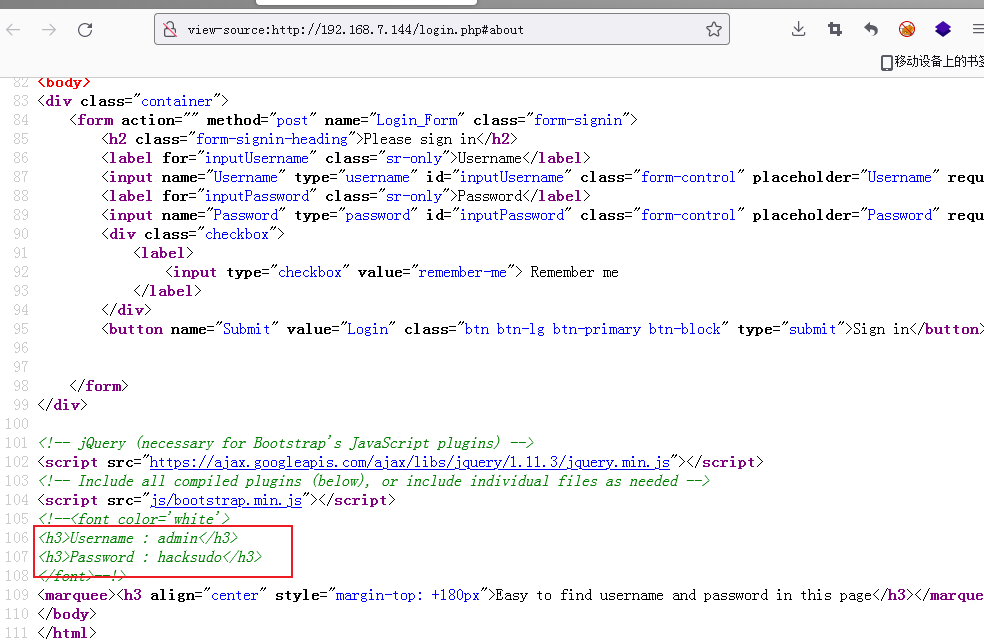 view-source:http://192.168.7.144/login.php#about
移动设备上的书签
82 <body>
83 <div class="container">
84 <form action="" method="post" name="Login_Form" class="form-signin">
85 <h2 class="form-signin-heading">Please sign in</h2>
86 <label for="inputUsername" class="sr-only">Username</label>
87 <input name="Username" type="username" id="inputUsername" class="form-control" placeholder="Username" requ
88 <label for="inputPassword" class="sr-only">Password</label>
89 <input name="Password" type="password" id="inputPassword" class="form-control" placeholder="Password" requ
90 <div class="checkbox">
91 <label>
92 <input type="checkbox" value="remember-me"> Remember me
93 </label>
94 </div>
95 <button name="Submit" value="Login" class="btn btn-lg btn-primary btn-block" type="submit">Sign in</button>
96
97
98 </form>
99 </div>
100
101 <!-- jQuery (necessary for Bootstrap's JavaScript plugins) -->
102 <script src="https://ajax.googleapis.com/ajax/libs/jquery/1.11.3/jquery.min.js"></script>
103 <!-- Include all compiled plugins (below), or include individual files as needed -->
104 <script src="js/bootstrap.min.js"></script>
105 <!--<font color='white'>
106 <h3>Username : admin</h3>
107 <h3>Password : hacksudo</h3>
108 </font>--!>
109 <marquee><h3 align="center" style="margin-top: +180px">Easy to find username and password in this page</h3></marque
110 </body>
111 </html>